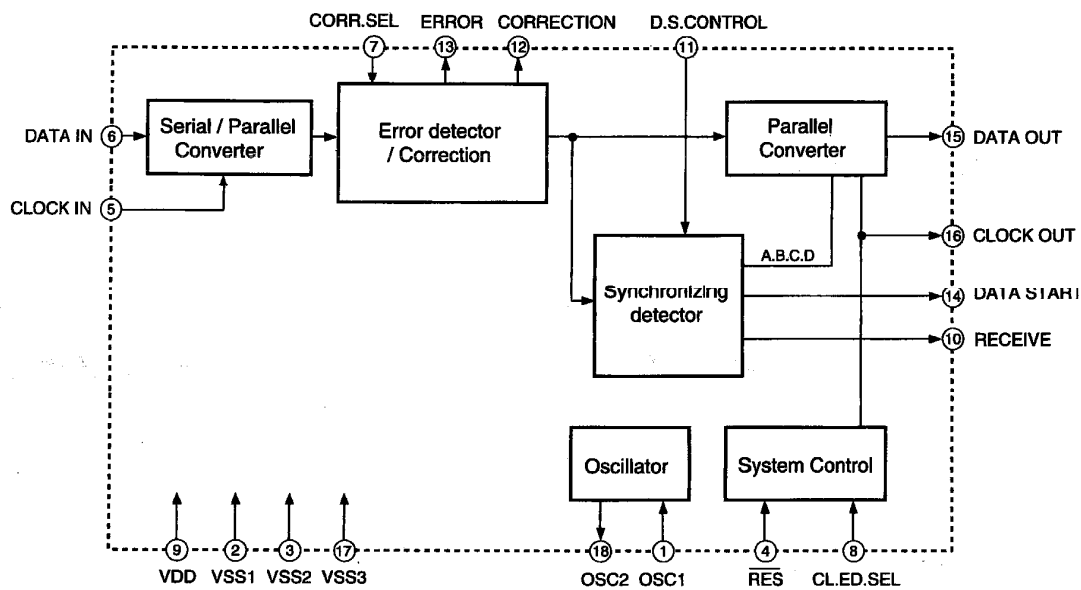 CORR.SEL ERROR CORRECTION D.S.CONTROL
7 13 12 11
DATA IN 6
Serial / Parallel
Converter
Error detector
/ Correction
Parallel
Converter
15 DATA OUT
CLOCK IN 5
16 CLOCK OUT
A.B.C.D
Synchronizing
detector
14 DATA START
10 RECEIVE
Oscillator
System Control
9 2 3 17 18 1 4 8
VDD VSS1 VSS2 VSS3 OSC2 OSC1 RES CL.ED.SEL